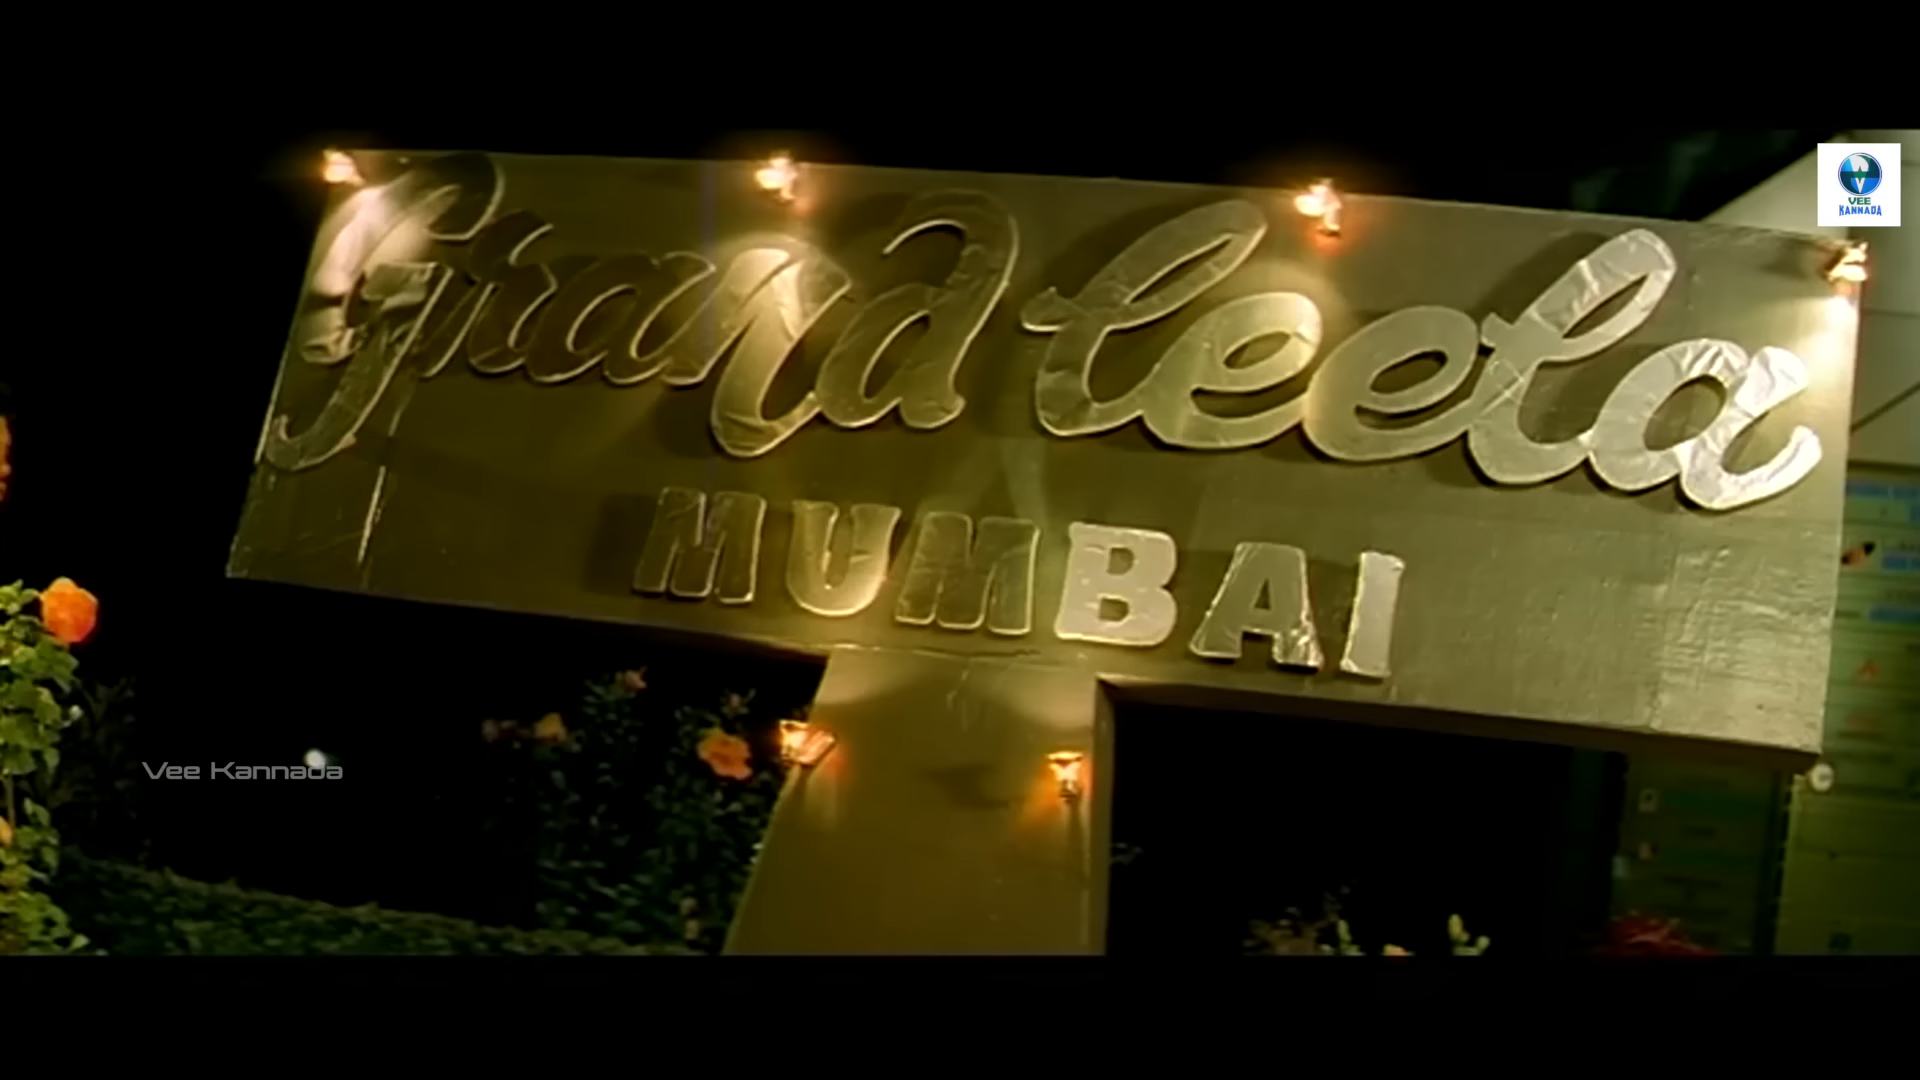 Grand leela
MUMBAI
VEE
KANNADA
Vee Kannada